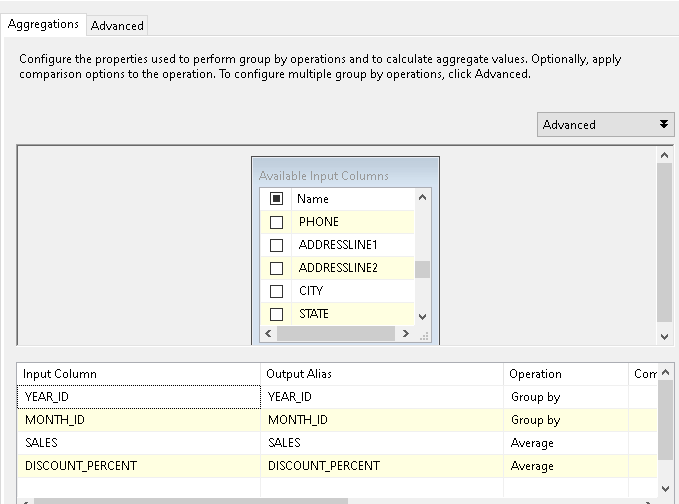 Aggregations Advanced
Configure the properties used to perform group by operations and to calculate aggregate values. Optionally, apply
comparison options to the operation. To configure multiple group by operations, click Advanced.
Advanced
Available Input Columns
Name
PHONE
ADDRESSLINE1
ADDRESSLINE2
CITY
STATE
Input Column Output Alias Operation Com
YEAR_ID YEAR_ID Group by
MONTH_ID MONTH_ID Group by
SALES SALES Average
DISCOUNT_PERCENT DISCOUNT_PERCENT Average